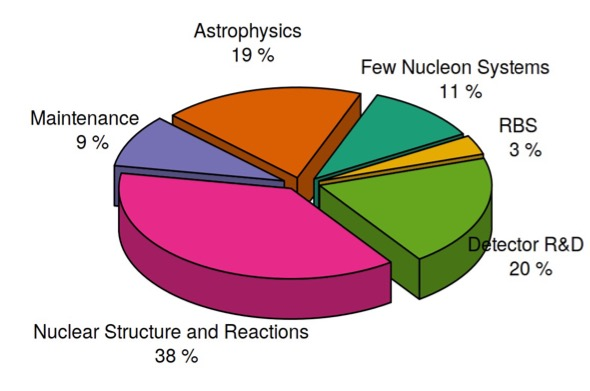 Astrophysics
19 %
Few Nucleon Systems
11 %
Maintenance
9 %
RBS
3 %
Detector R&D
20 %
Nuclear Structure and Reactions
38 %